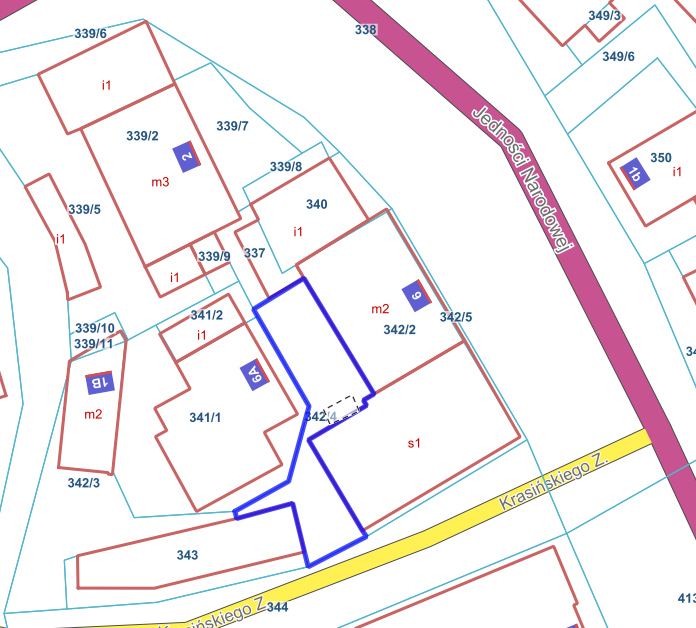 339/6
338
349/3
349/6
i1
339/2
339/7
Jedności Narodowej
2
m3
339/8
350
1b
i1
339/5
340
i1
i1
339/9
337
i1
6
m2
342/2
342/5
341/2
i1
339/10
339/11
1B
6A
m2
341/1
342/4
s1
342/3
Krasińskiego Z.
343
344
Krasińskiego Z.
413